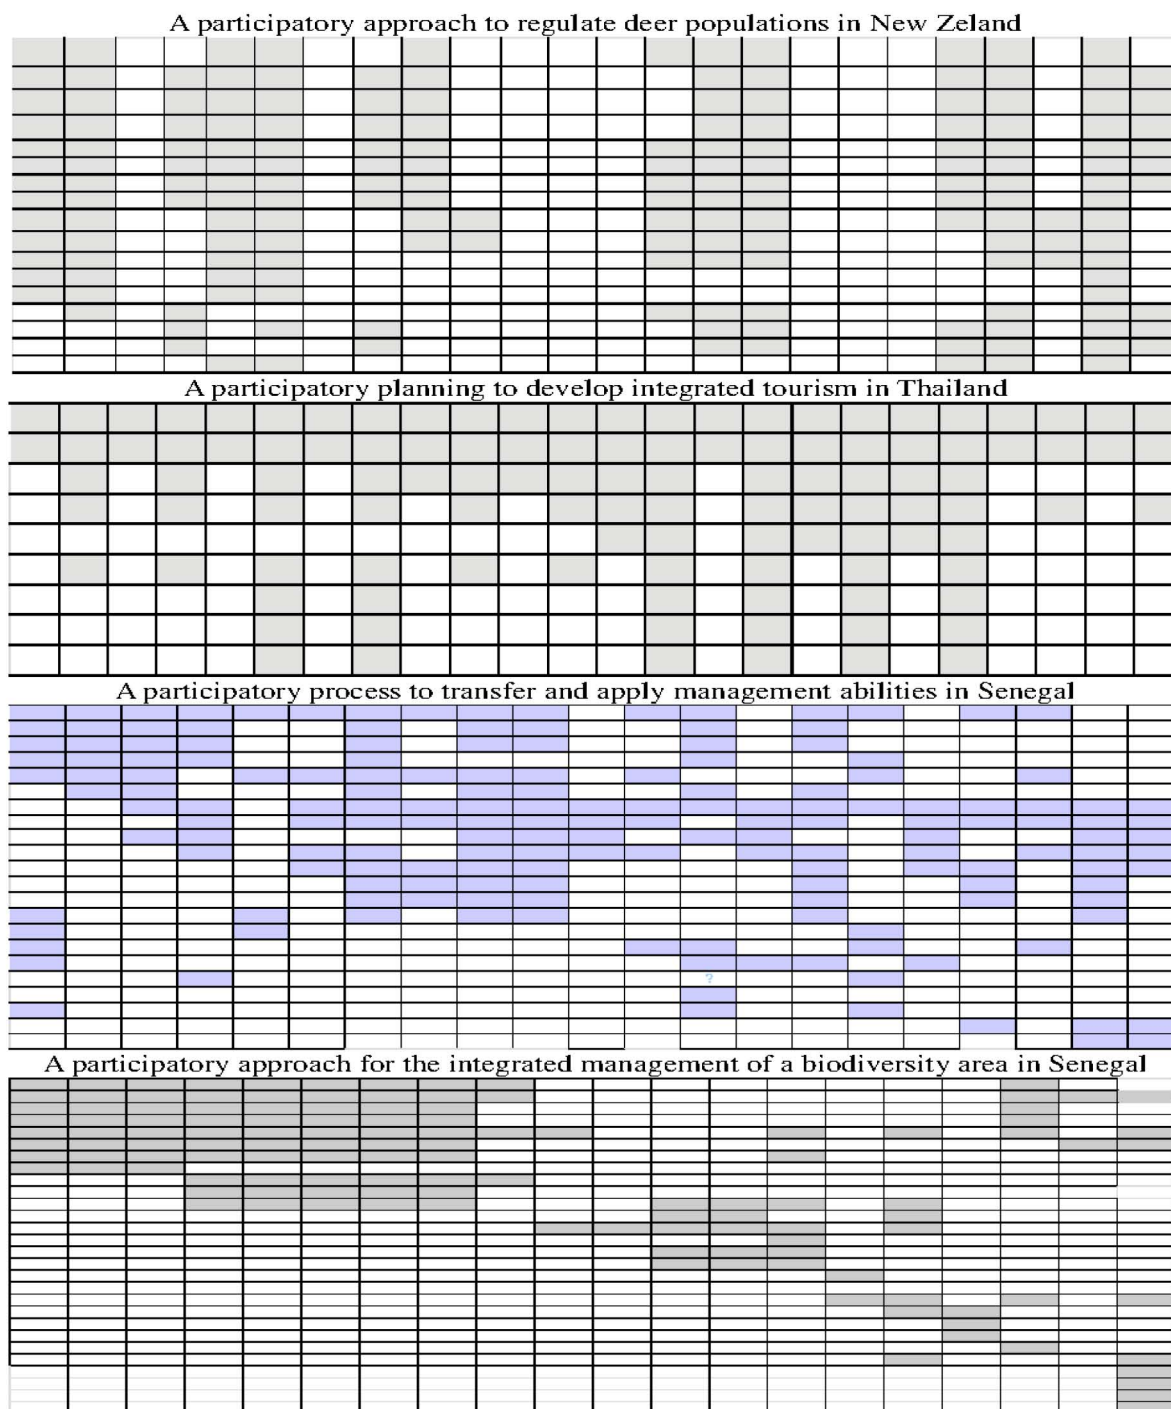 A participatory approach to regulate deer populations in New Zeland
A participatory planning to develop integrated tourism in Thailand
A participatory process to transfer and apply management abilities in Senegal
?
A participatory approach for the integrated management of a biodiversity area in Senegal